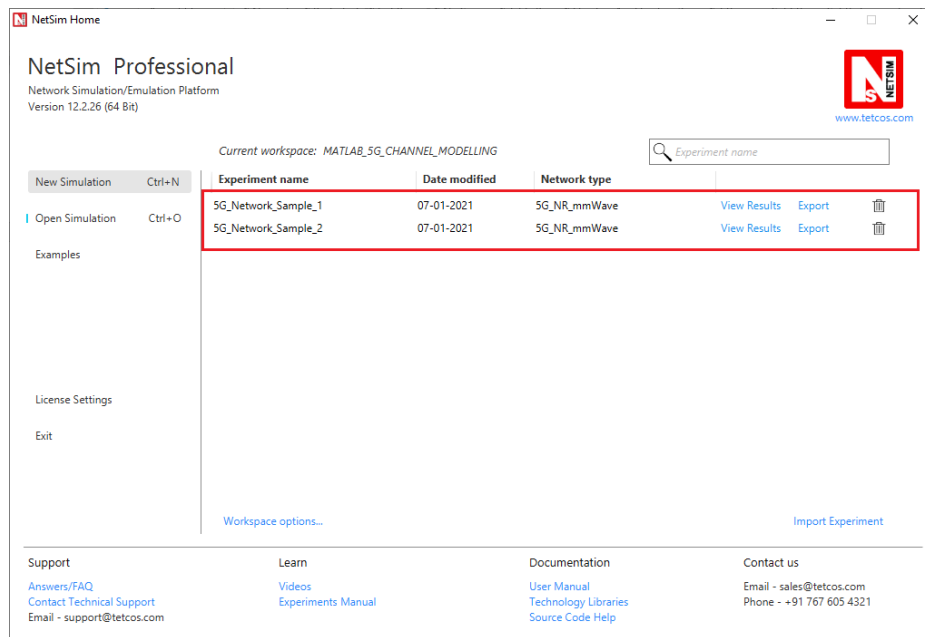 NetSim Home
NetSim Professional
Network Simulation/Emulation Platform
Version 12.2.26 (64 Bit)
NETSIM
N
S
www.tetcos.com
Current workspace: MATLAB_5G_CHANNEL_MODELLING
Experiment name
New Simulation Ctrl+N
Open Simulation Ctrl+O
Examples
License Settings
Exit
Experiment name Date modified Network type
5G_Network_Sample_1 07-01-2021 5G_NR_mmWave View Results Export
5G_Network_Sample_2 07-01-2021 5G_NR_mmWave View Results Export
Workspace options... Import Experiment
Support
Answers/FAQ
Contact Technical Support
Email - support@tetcos.com
Learn
Videos
Experiments Manual
Documentation
User Manual
Technology Libraries
Source Code Help
Contact us
Email - sales@tetcos.com
Phone - +91 767 605 4321